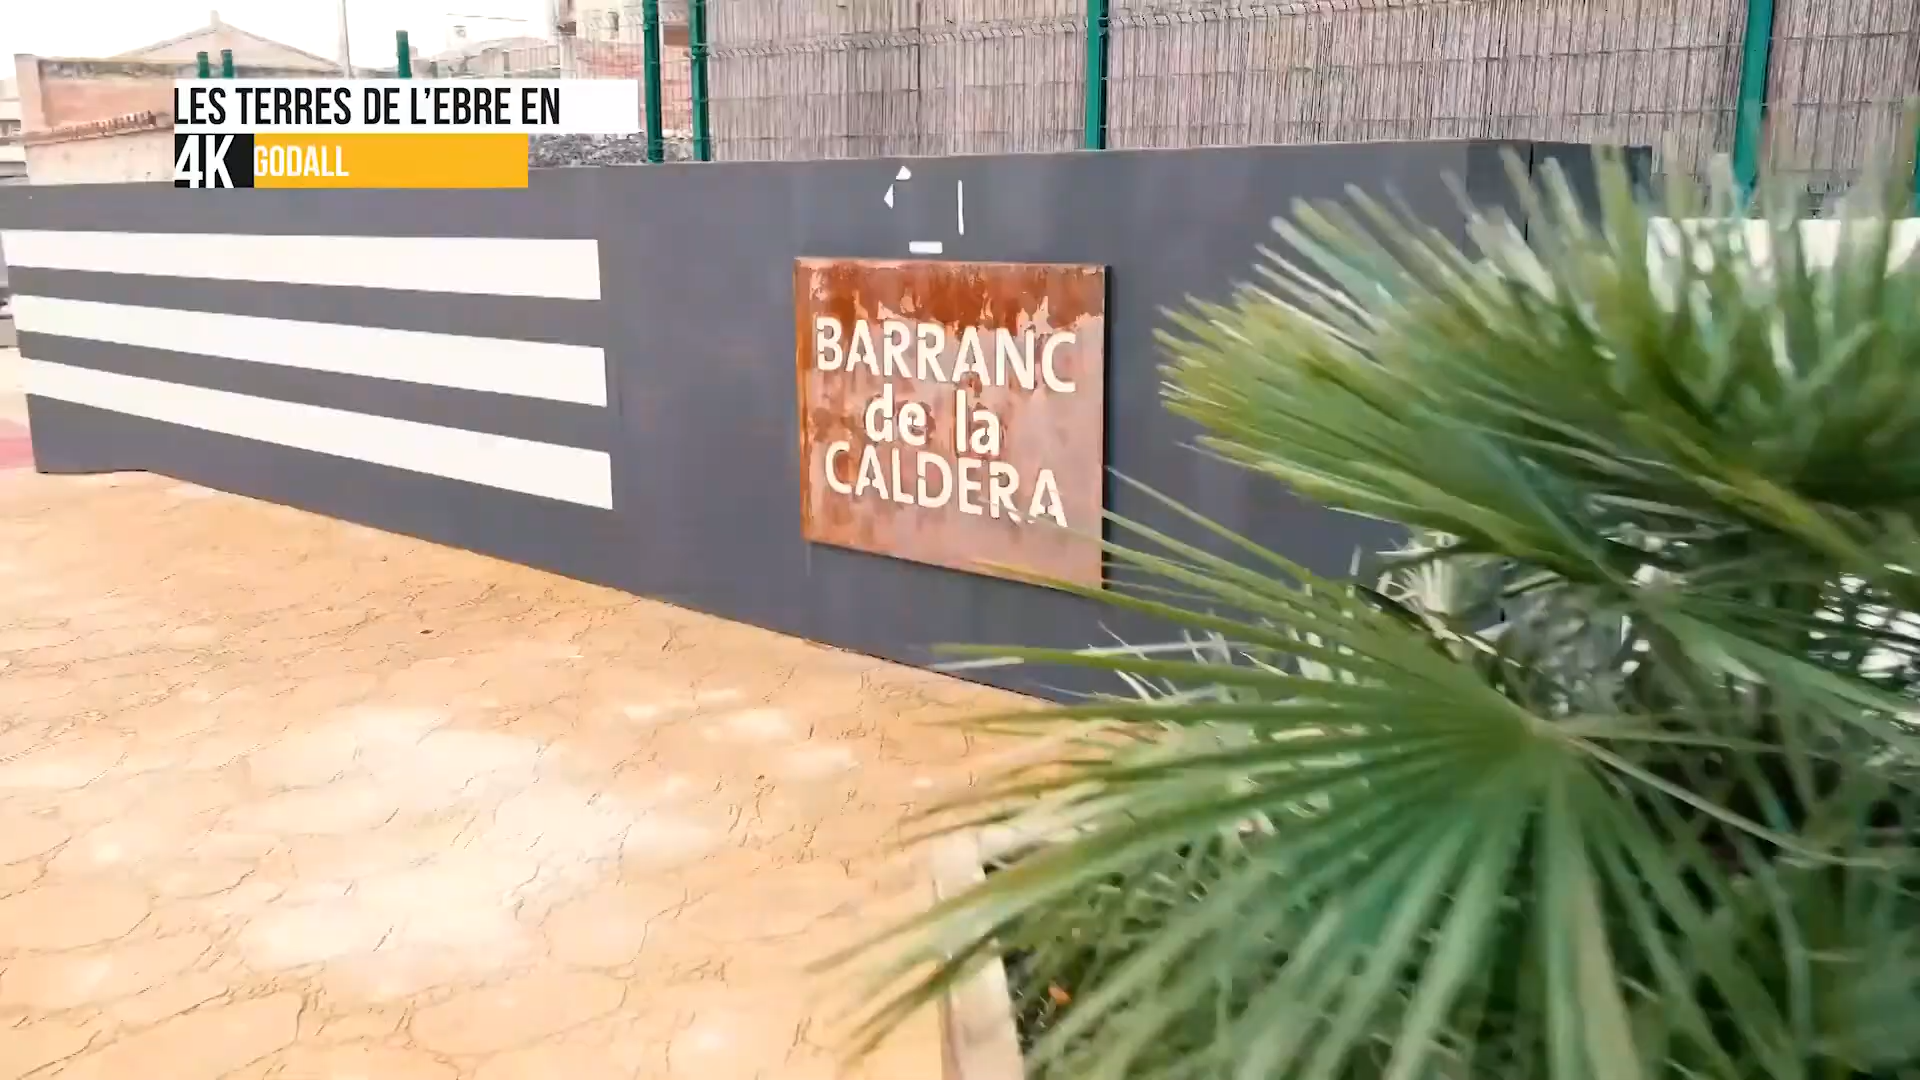 LES TERRES DE L'EBRE EN
4K GODALL
BARRANC
de la
CALDERA